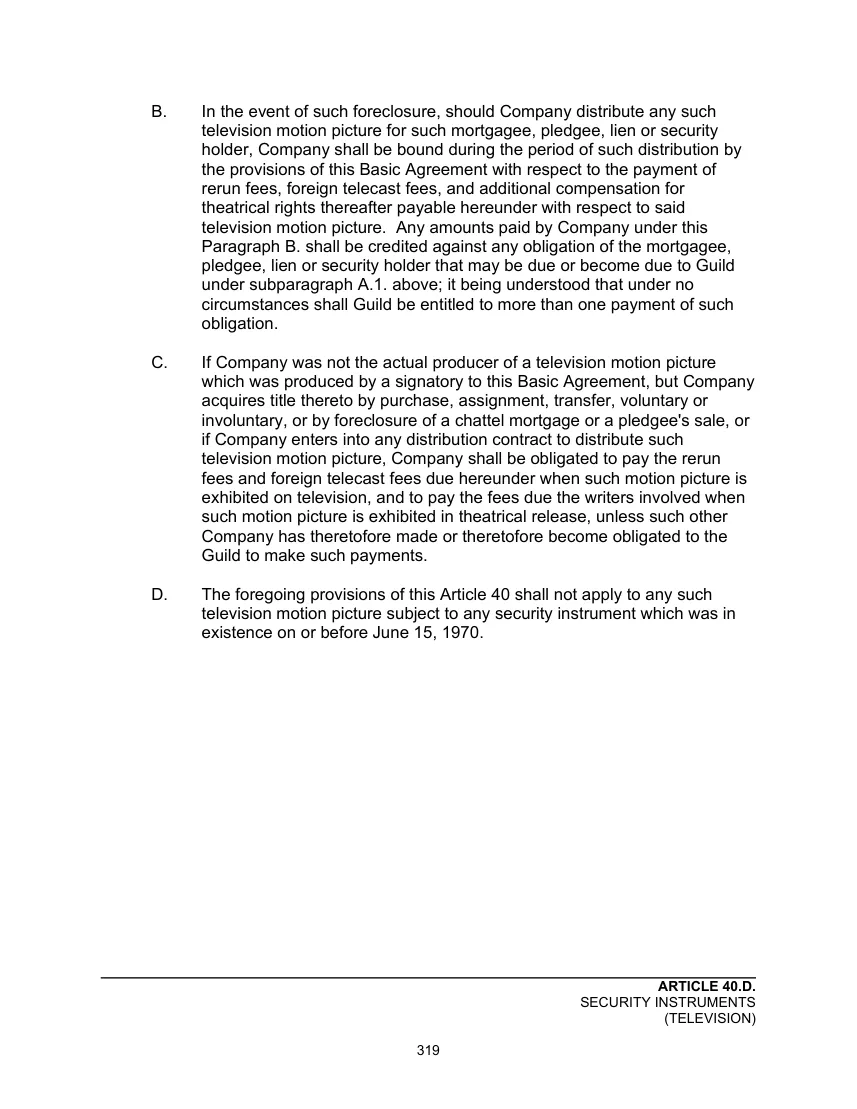 B. In the event of such foreclosure, should Company distribute any such
television motion picture for such mortgagee, pledgee, lien or security
holder, Company shall be bound during the period of such distribution by
the provisions of this Basic Agreement with respect to the payment of
rerun fees, foreign telecast fees, and additional compensation for
theatrical rights thereafter payable hereunder with respect to said
television motion picture.  Any amounts paid by Company under this
Paragraph B. shall be credited against any obligation of the mortgagee,
pledgee, lien or security holder that may be due or become due to Guild
under subparagraph A.1. above; it being understood that under no
circumstances shall Guild be entitled to more than one payment of such
obligation.
C. If Company was not the actual producer of a television motion picture
which was produced by a signatory to this Basic Agreement, but Company
acquires title thereto by purchase, assignment, transfer, voluntary or
involuntary, or by foreclosure of a chattel mortgage or a pledgee's sale, or
if Company enters into any distribution contract to distribute such
television motion picture, Company shall be obligated to pay the rerun
fees and foreign telecast fees due hereunder when such motion picture is
exhibited on television, and to pay the fees due the writers involved when
such motion picture is exhibited in theatrical release, unless such other
Company has theretofore made or theretofore become obligated to the
Guild to make such payments.
D. The foregoing provisions of this Article 40 shall not apply to any such
television motion picture subject to any security instrument which was in
existence on or before June 15, 1970.
ARTICLE 40.D.
SECURITY INSTRUMENTS
(TELEVISION)
319